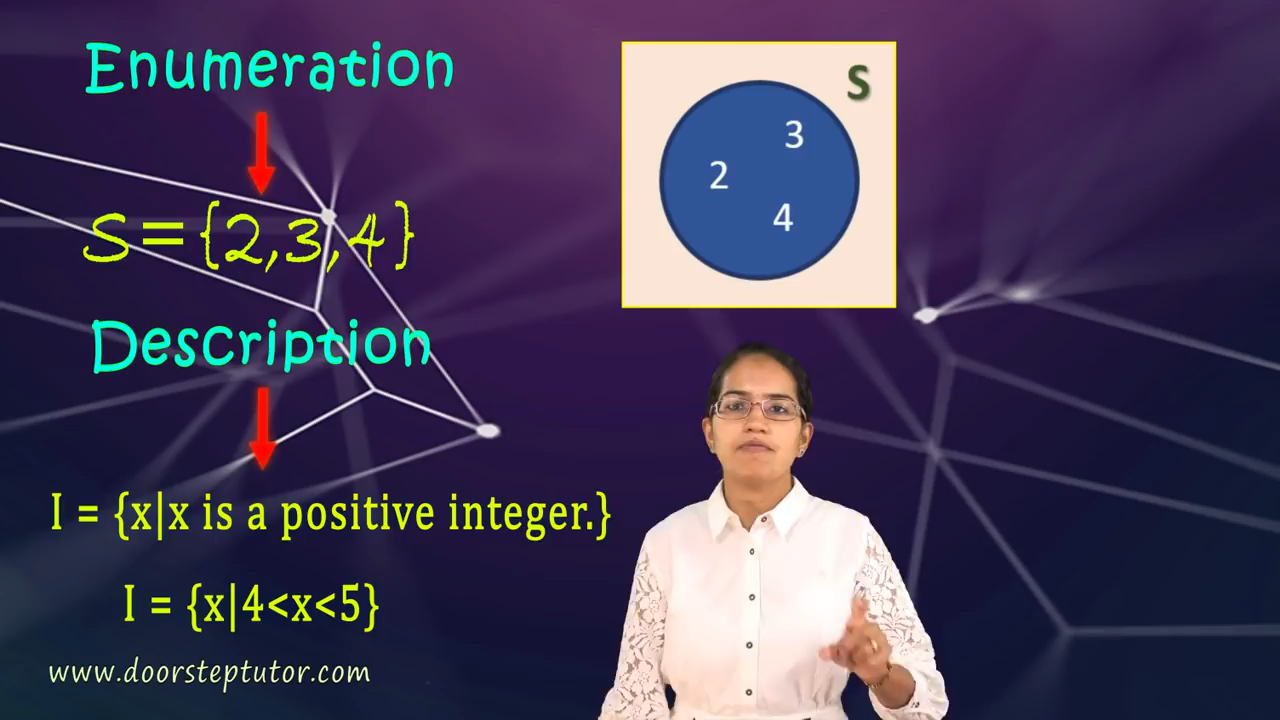 Enumeration
S = {2,3,4}
Description
I = {x|x is a positive integer.}
I = {x|4<x<5}
www.doorsteptutor.com
S
3
2
4